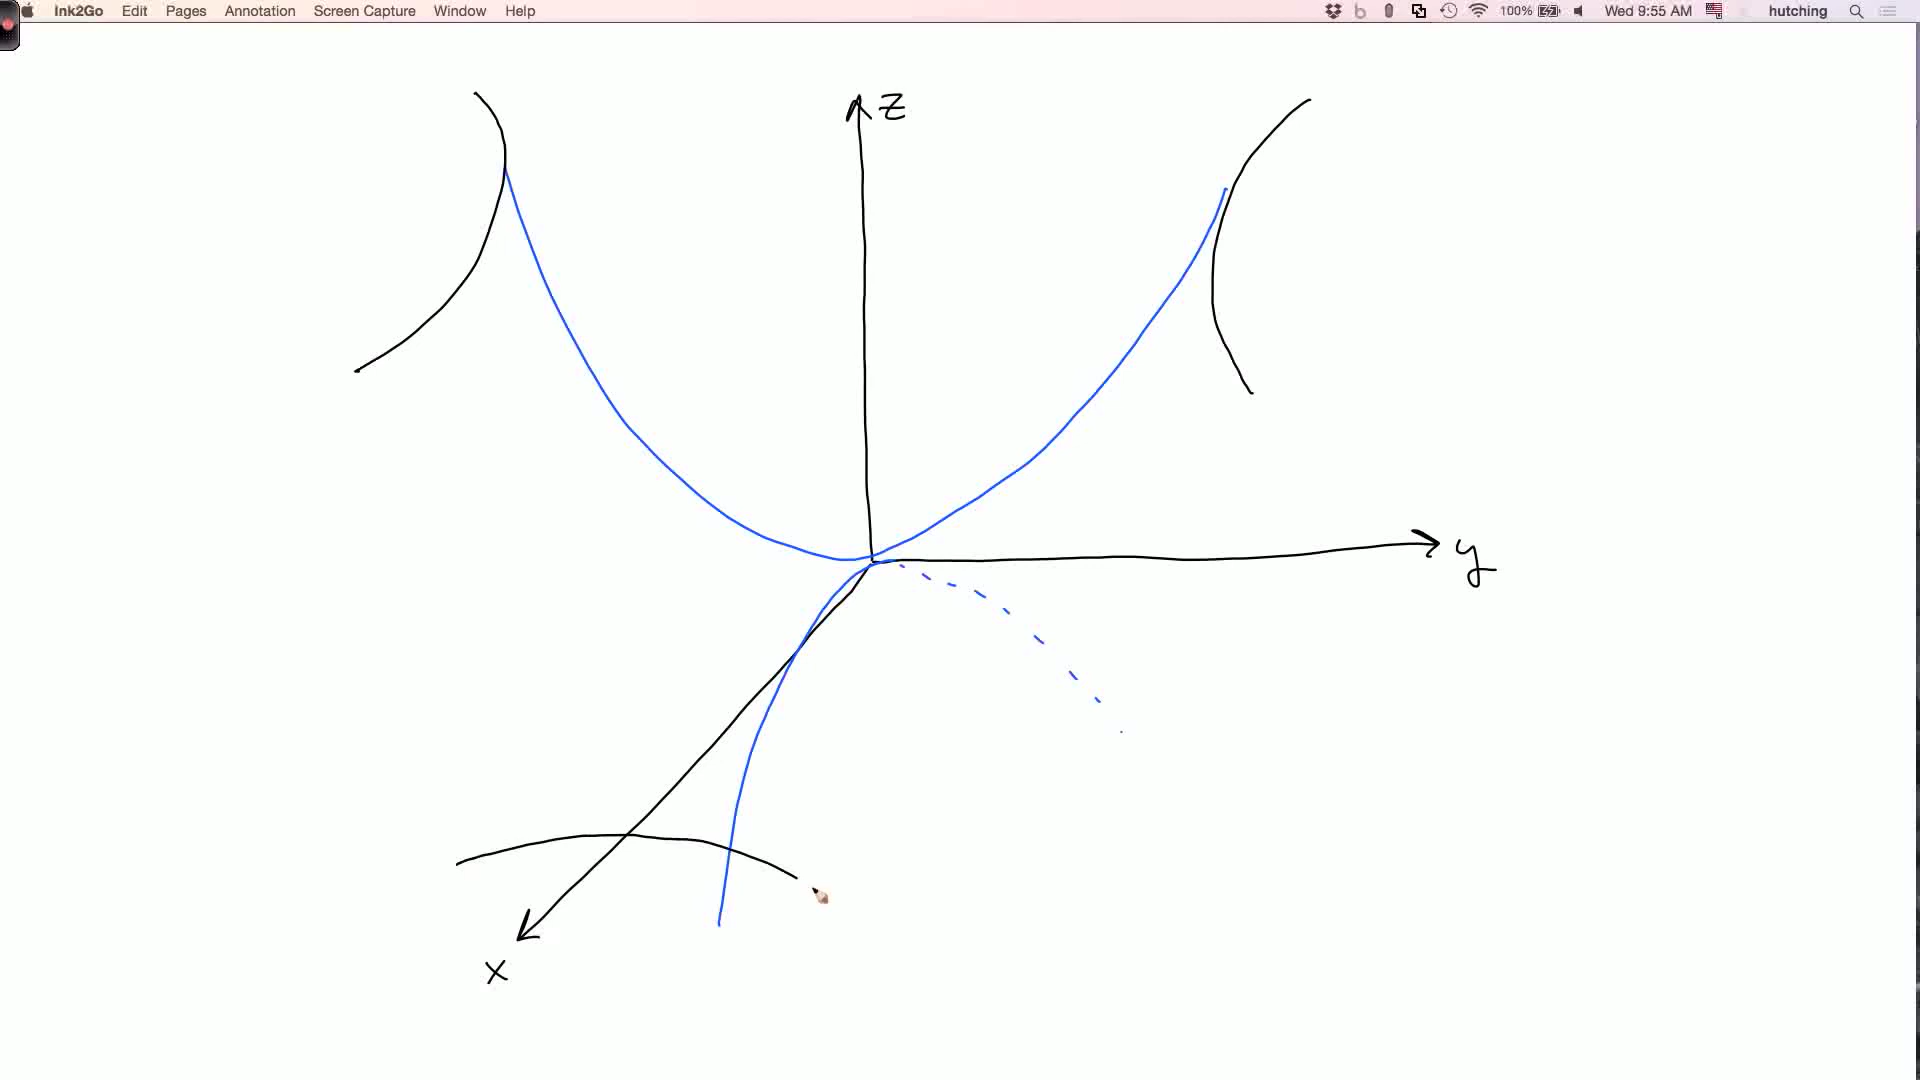 Ink2Go Edit Pages Annotation Screen Capture Window Help 100% Wed 9:55 AM hutching
z
y
x